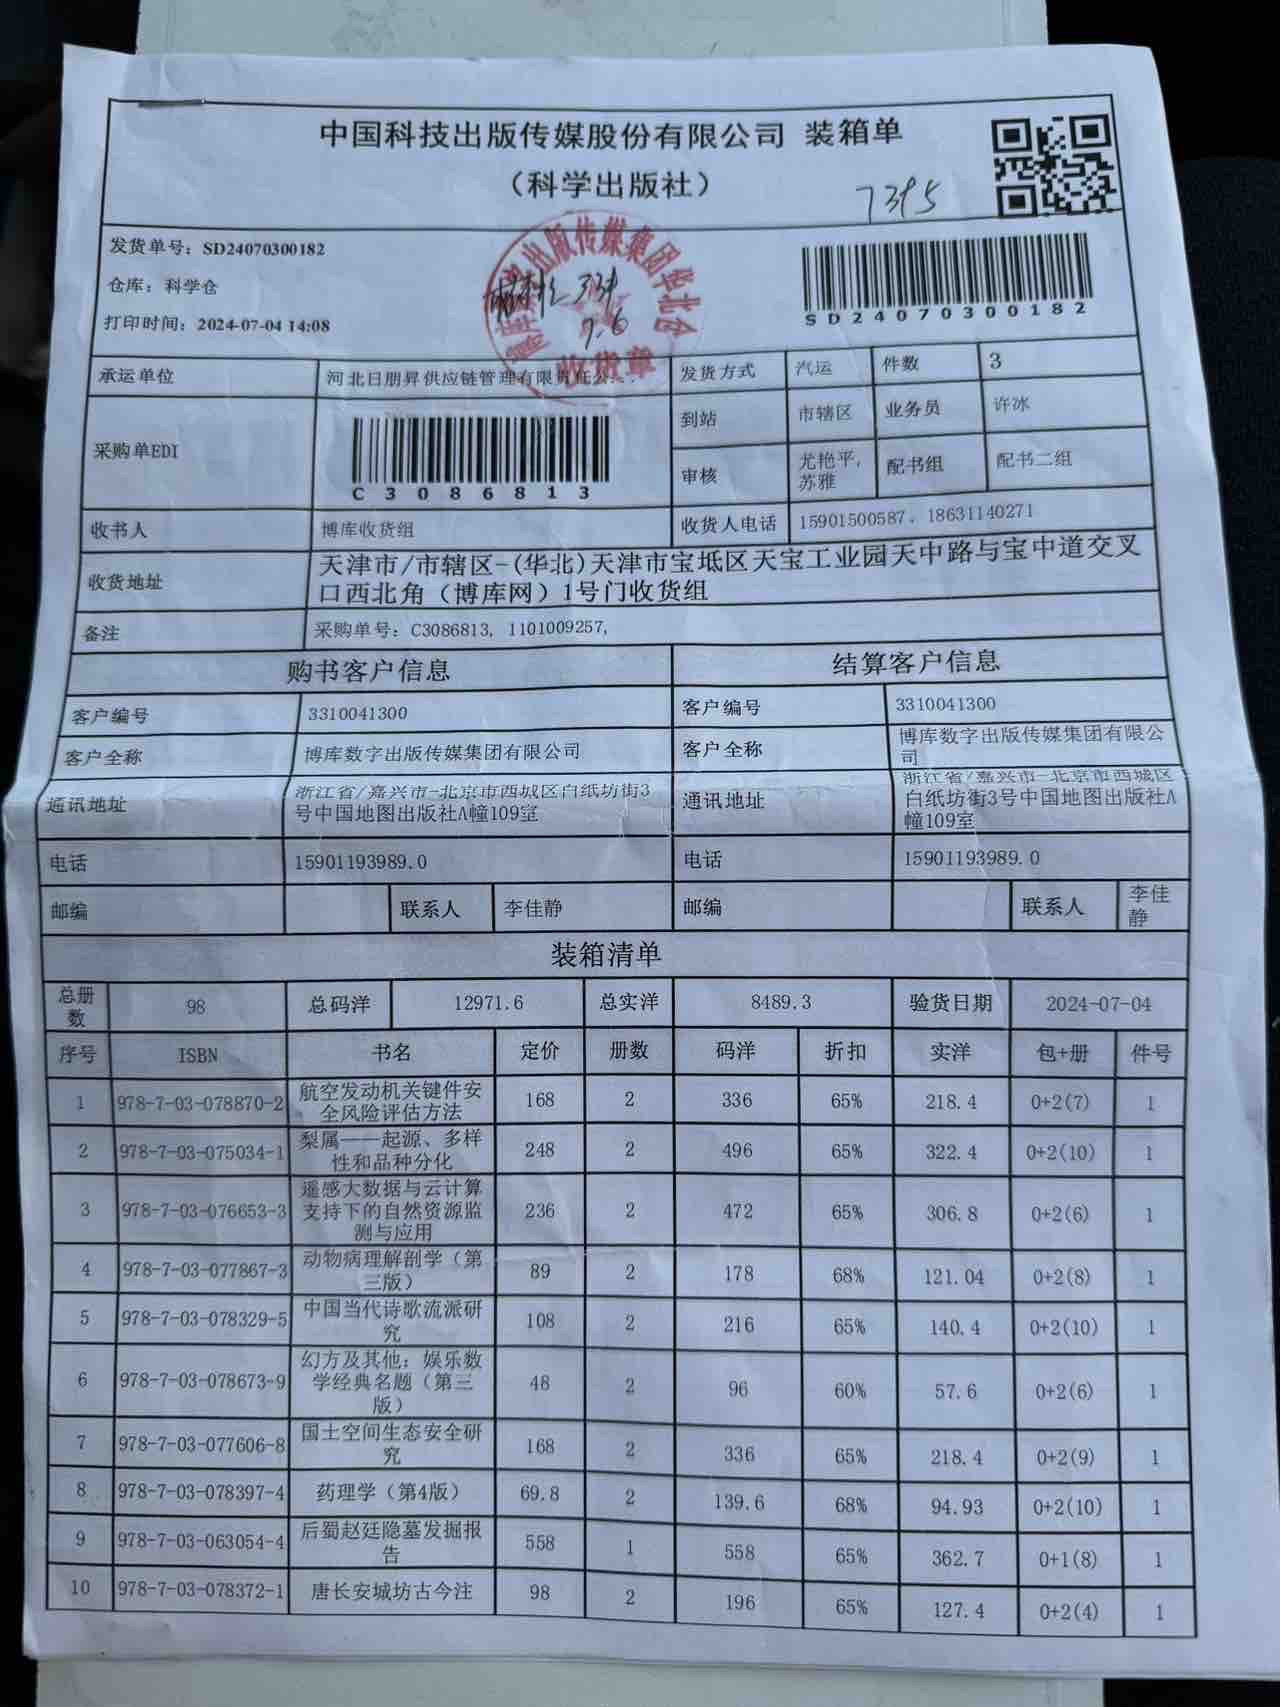 中国科技出版传媒股份有限公司 装箱单
（科学出版社）
7395
发货单号：SD24070300182
仓库：科学仓
打印时间：2024-07-04 14:08
SD24070300182
7.6
收货章
承运单位 河北日朋昇供应链管理有限责任公... 发货方式 汽运 件数 3
采购单EDI C3086813 到站 市辖区 业务员 许冰
审核 尤艳平, 苏雅 配书组 配书二组
收书人 博库收货组 收货人电话 15901500587, 18631140271
收货地址 天津市/市辖区-(华北)天津市宝坻区天宝工业园天中路与宝中道交叉
口西北角（博库网）1号门收货组
备注 采购单号：C3086813, 1101009257,
购书客户信息 结算客户信息
客户编号 3310041300 客户编号 3310041300
客户全称 博库数字出版传媒集团有限公司 客户全称 博库数字出版传媒集团有限公司
通讯地址 浙江省/嘉兴市-北京市西城区白纸坊街3号中国地图出版社A幢109室 通讯地址 浙江省/嘉兴市-北京市西城区白纸坊街3号中国地图出版社A幢109室
电话 15901193989.0 电话 15901193989.0
邮编 联系人 李佳静 邮编 联系人 李佳静
装箱清单
总册数 98 总码洋 12971.6 总实洋 8489.3 验货日期 2024-07-04
序号 ISBN 书名 定价 册数 码洋 折扣 实洋 包+册 件号
1 978-7-03-078870-2 航空发动机关键件安全风险评估方法 168 2 336 65% 218.4 0+2(7) 1
2 978-7-03-075034-1 梨属——起源、多样性和品种分化 248 2 496 65% 322.4 0+2(10) 1
3 978-7-03-076653-3 遥感大数据与云计算支持下的自然资源监测与应用 236 2 472 65% 306.8 0+2(6) 1
4 978-7-03-077867-3 动物病理解剖学（第三版） 89 2 178 68% 121.04 0+2(8) 1
5 978-7-03-078329-5 中国当代诗歌流派研究 108 2 216 65% 140.4 0+2(10) 1
6 978-7-03-078673-9 幻方及其他：娱乐数学经典名题（第三版） 48 2 96 60% 57.6 0+2(6) 1
7 978-7-03-077606-8 国土空间生态安全研究 168 2 336 65% 218.4 0+2(9) 1
8 978-7-03-078397-4 药理学（第4版） 69.8 2 139.6 68% 94.93 0+2(10) 1
9 978-7-03-063054-4 后蜀赵廷隐墓发掘报告 558 1 558 65% 362.7 0+1(8) 1
10 978-7-03-078372-1 唐长安城坊古今注 98 2 196 65% 127.4 0+2(4) 1